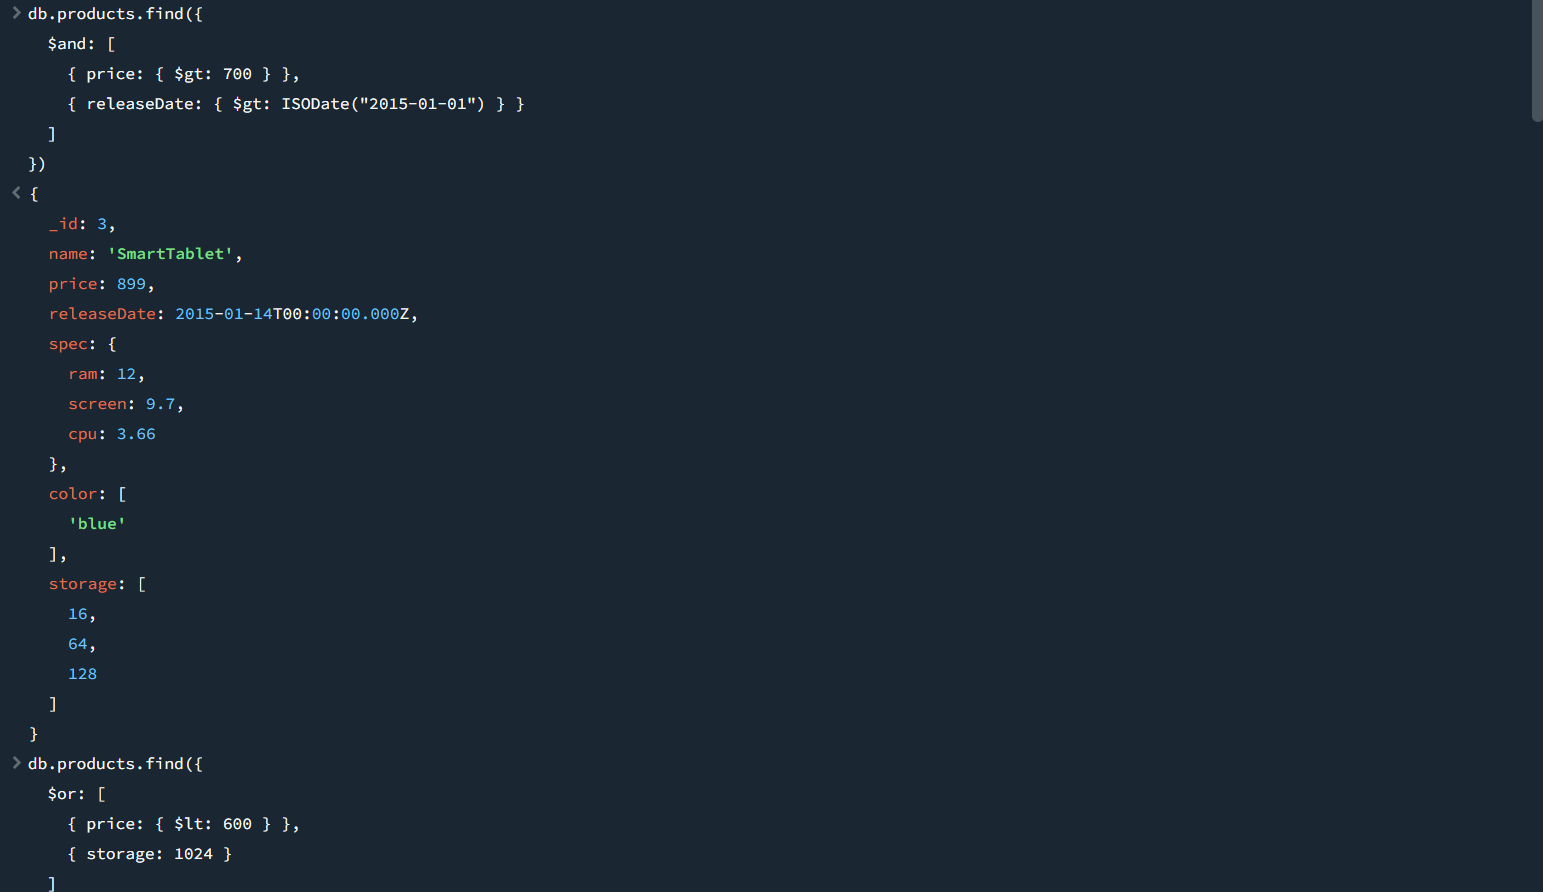 > db.products.find({
    $and: [
      { price: { $gt: 700 } },
      { releaseDate: { $gt: ISODate("2015-01-01") } }
    ]
  })
< {
    _id: 3,
    name: 'SmartTablet',
    price: 899,
    releaseDate: 2015-01-14T00:00:00.000Z,
    spec: {
      ram: 12,
      screen: 9.7,
      cpu: 3.66
    },
    color: [
      'blue'
    ],
    storage: [
      16,
      64,
      128
    ]
  }
> db.products.find({
    $or: [
      { price: { $lt: 600 } },
      { storage: 1024 }
    ]